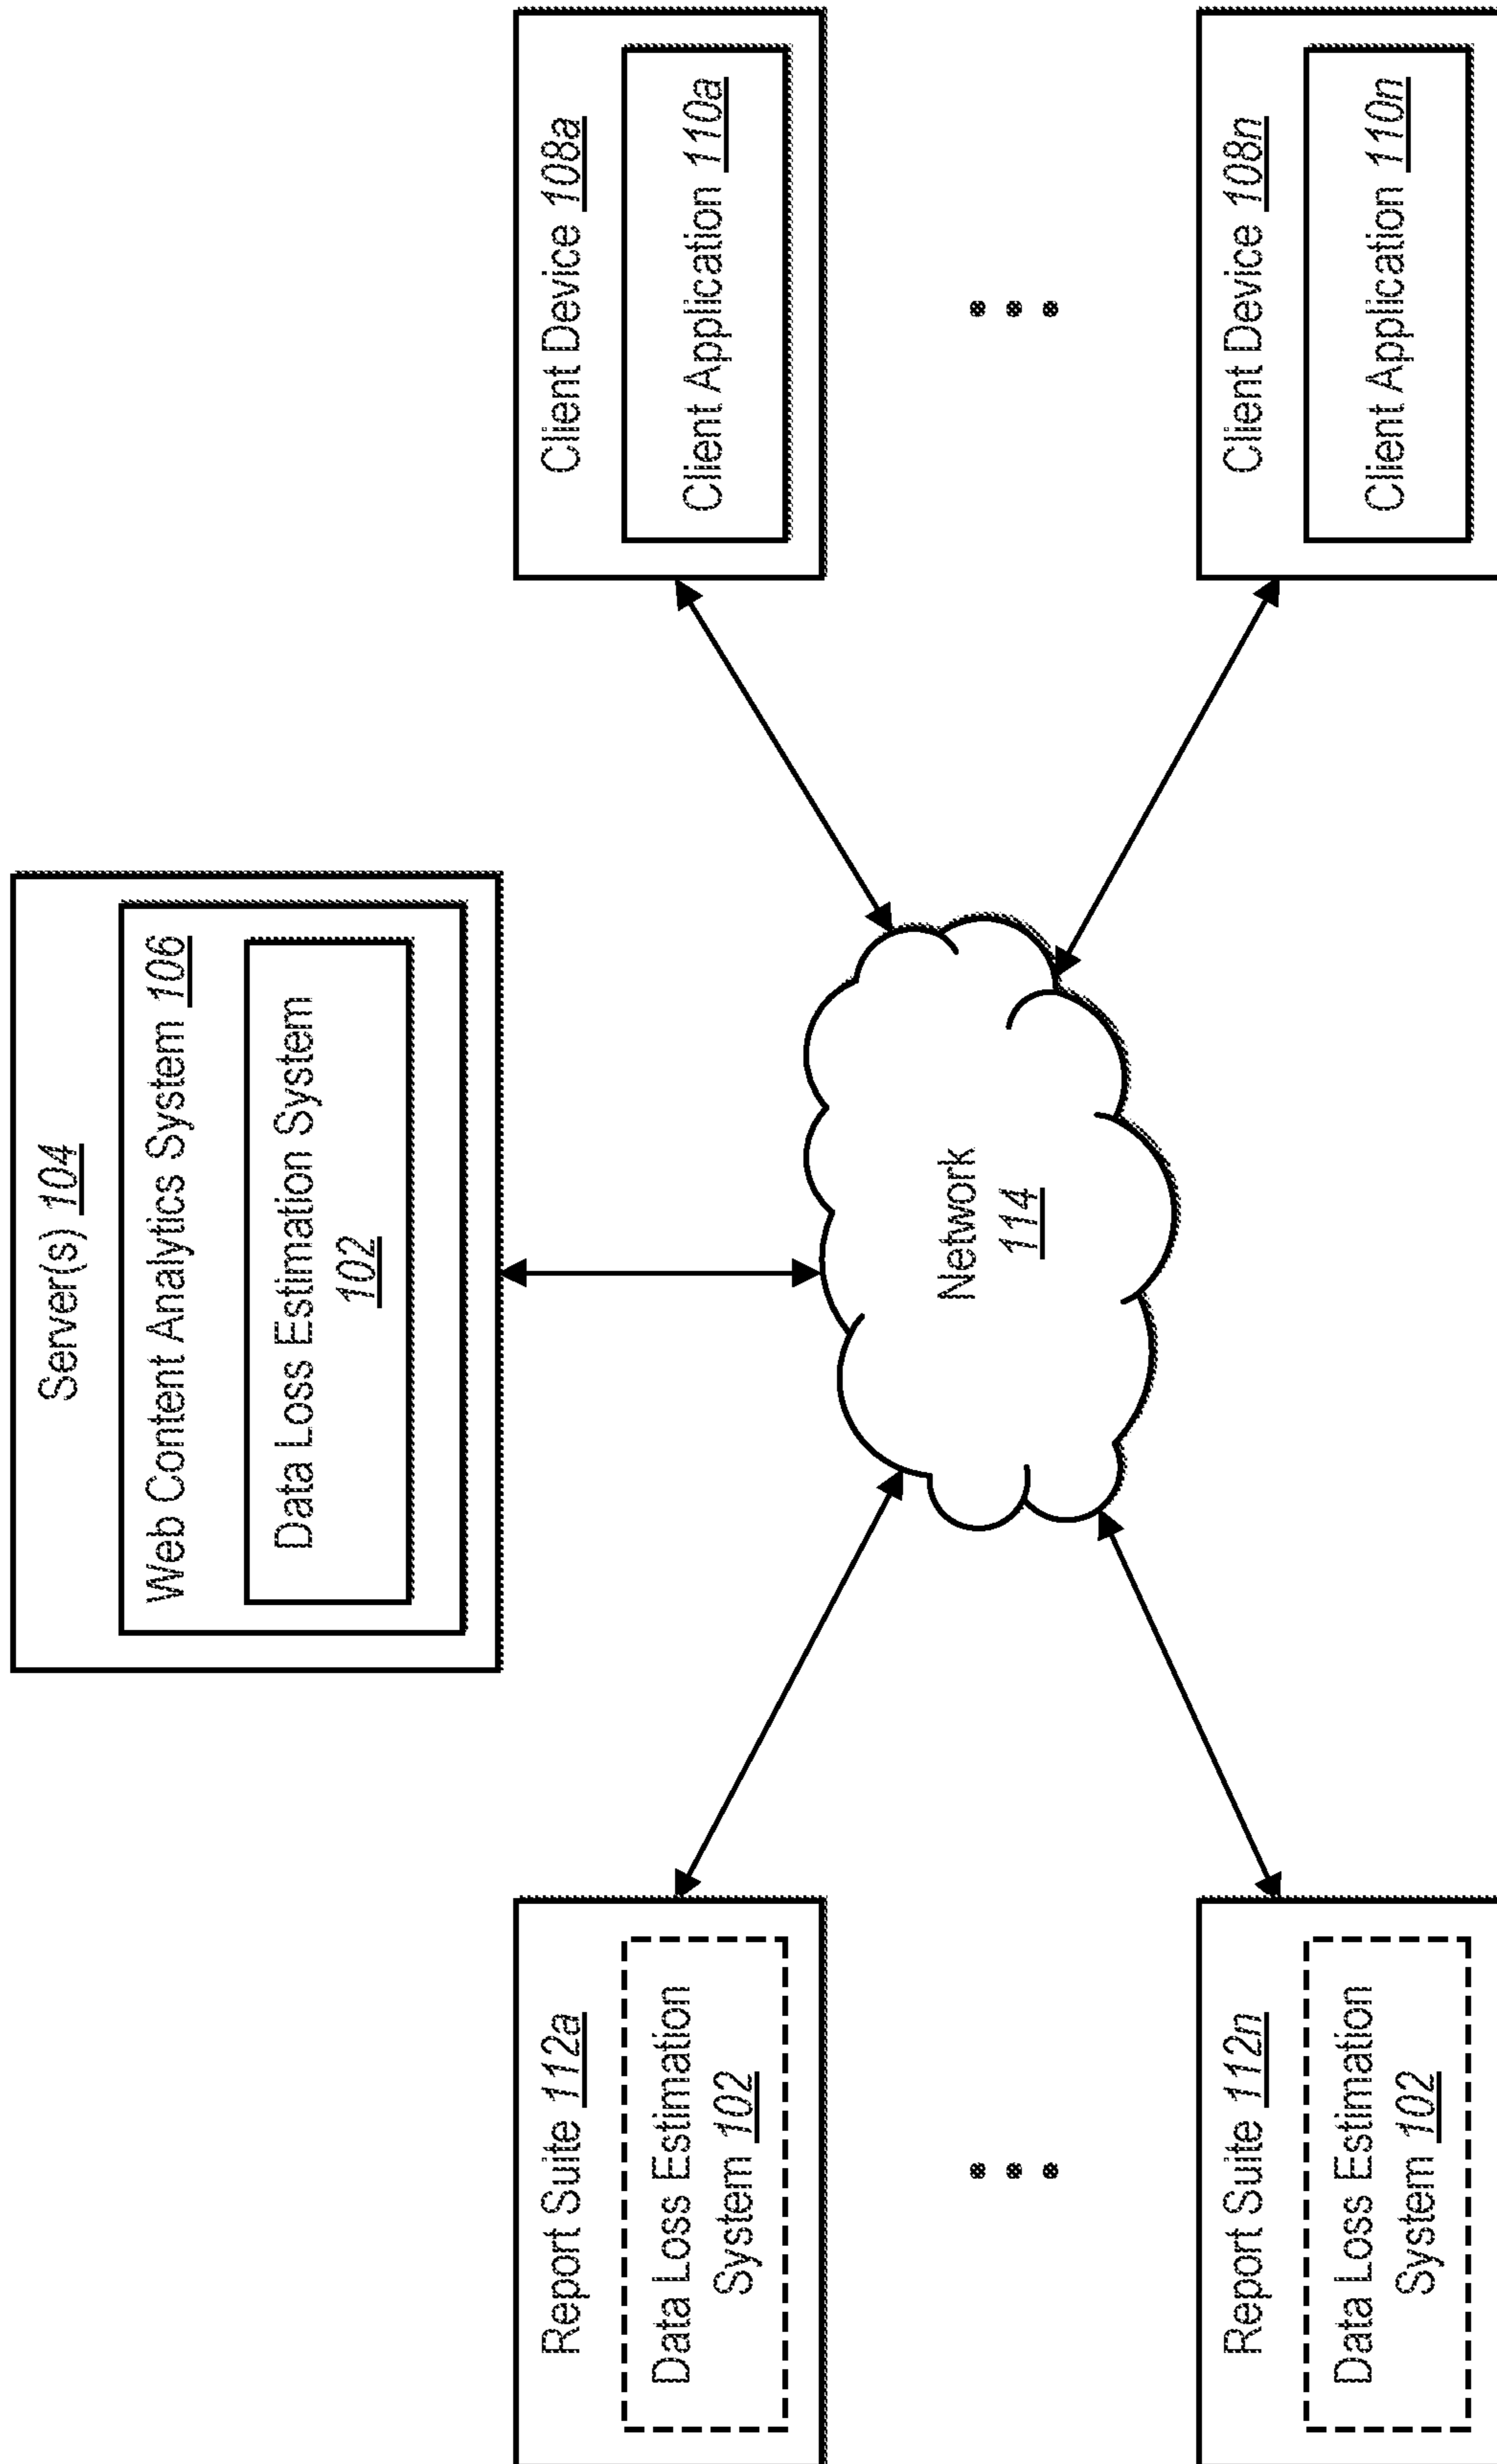 Server(s) 104
Web Content Analytics System 106
Data Loss Estimation System
102
Report Suite 112a
Data Loss Estimation
System 102
Client Device 108a
Client Application 110a
Network
114
Report Suite 112n
Data Loss Estimation
System 102
Client Device 108n
Client Application 110n